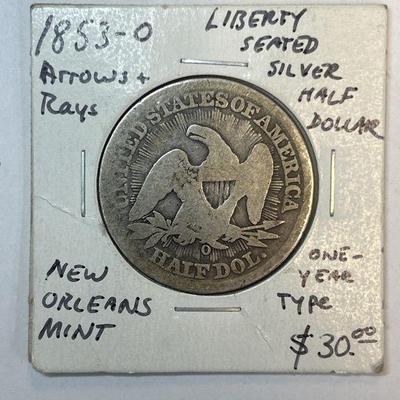 1853-O
Arrows +
Rays
LIBERTY
SEATED
SILVER
HALF
DOLLAR
UNITED STATES OF AMERICA
O
HALF DOL.
NEW
ORLEANS
MINT
ONE-
YEAR
TYPE
$30.00